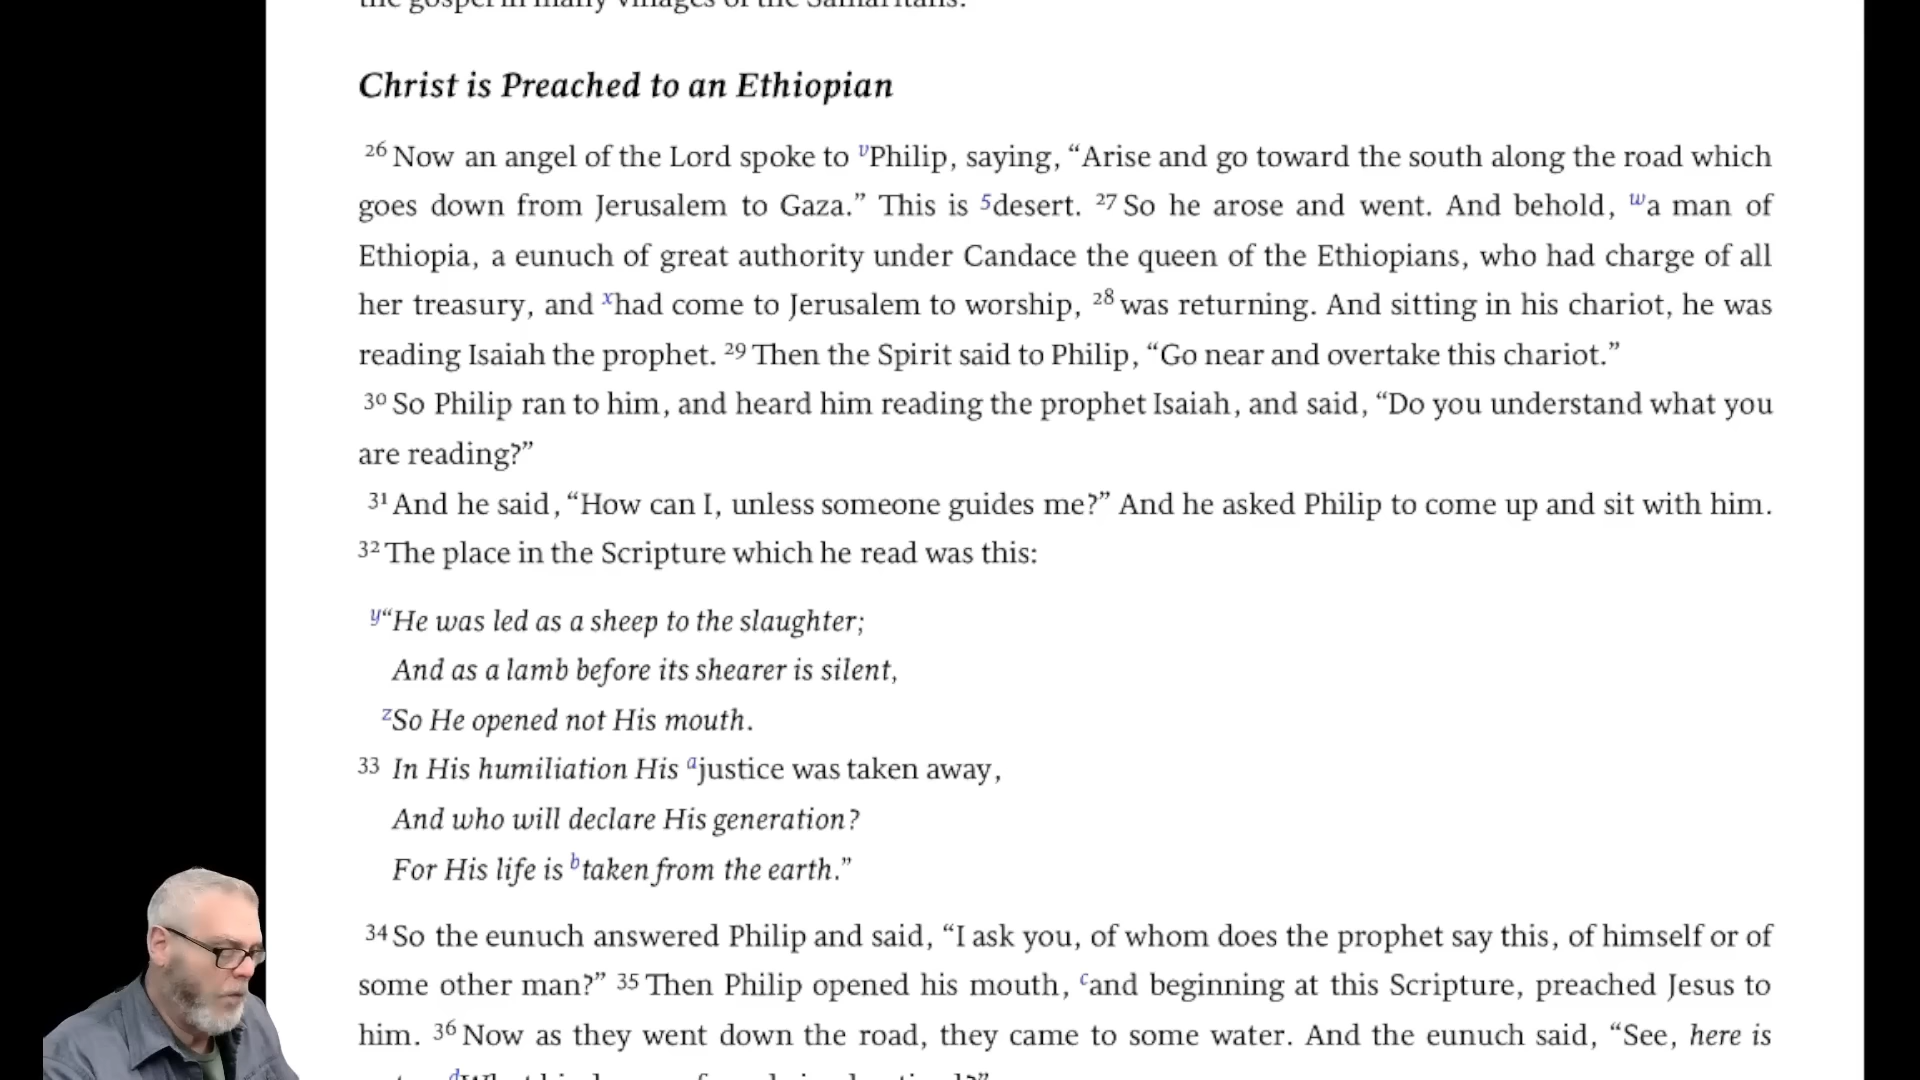 the gospel in many villages of the Samaritans.
Christ is Preached to an Ethiopian
26 Now an angel of the Lord spoke to vPhilip, saying, “Arise and go toward the south along the road which
goes down from Jerusalem to Gaza.” This is 5desert. 27 So he arose and went. And behold, wa man of
Ethiopia, a eunuch of great authority under Candace the queen of the Ethiopians, who had charge of all
her treasury, and xhad come to Jerusalem to worship, 28 was returning. And sitting in his chariot, he was
reading Isaiah the prophet. 29 Then the Spirit said to Philip, “Go near and overtake this chariot.”
30 So Philip ran to him, and heard him reading the prophet Isaiah, and said, “Do you understand what you
are reading?”
31 And he said, “How can I, unless someone guides me?” And he asked Philip to come up and sit with him.
32 The place in the Scripture which he read was this:
y“He was led as a sheep to the slaughter;
And as a lamb before its shearer is silent,
zSo He opened not His mouth.
33 In His humiliation His ajustice was taken away,
And who will declare His generation?
For His life is btaken from the earth.”
34 So the eunuch answered Philip and said, “I ask you, of whom does the prophet say this, of himself or of
some other man?” 35 Then Philip opened his mouth, cand beginning at this Scripture, preached Jesus to
him. 36 Now as they went down the road, they came to some water. And the eunuch said, “See, here is